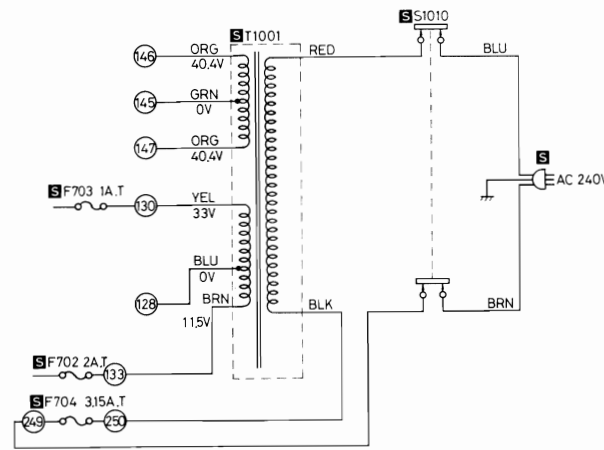 S S1010
S T1001
146 ORG 40.4V
RED
BLU
145 GRN 0V
147 ORG 40.4V
S
AC 240V
S F703 1A.T 130 YEL 33V
BLU 0V
128
BRN 11.5V
BLK
BRN
S F702 2A.T 133
S F704 3.15A.T
249 250